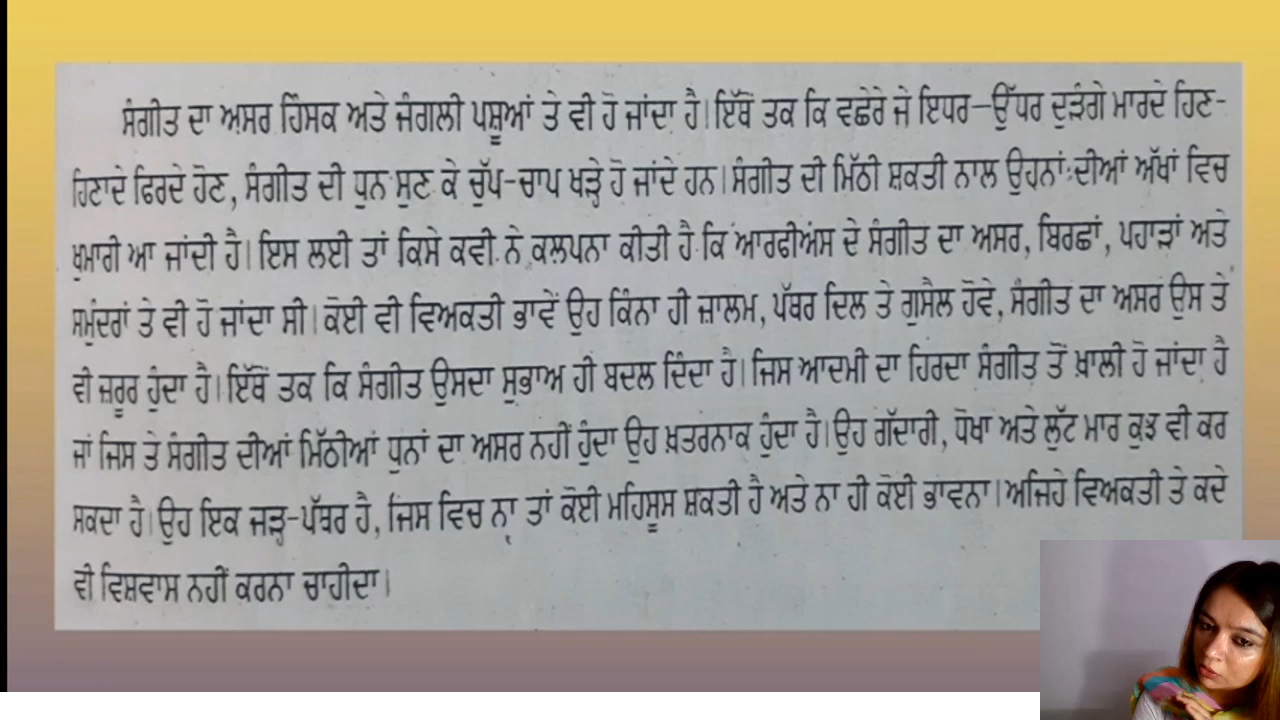 ਸੰਗੀਤ ਦਾ ਅਸਰ ਹਿੰਸਕ ਅਤੇ ਜੰਗਲੀ ਪਸ਼ੂਆਂ ਤੇ ਵੀ ਹੋ ਜਾਂਦਾ ਹੈ। ਇੱਥੋਂ ਤਕ ਕਿ ਵਛੇਰੇ ਜੇ ਇਧਰ–ਉੱਧਰ ਦੁੜੰਗੇ ਮਾਰਦੇ ਹਿਣ-
ਹਿਣਾਦੇ ਫਿਰਦੇ ਹੋਣ, ਸੰਗੀਤ ਦੀ ਧੁਨ ਸੁਣ ਕੇ ਚੁੱਪ-ਚਾਪ ਖੜ੍ਹੇ ਹੋ ਜਾਂਦੇ ਹਨ। ਸੰਗੀਤ ਦੀ ਮਿੱਠੀ ਸ਼ਕਤੀ ਨਾਲ ਉਹਨਾਂ ਦੀਆਂ ਅੱਖਾਂ ਵਿਚ
ਖੁਮਾਰੀ ਆ ਜਾਂਦੀ ਹੈ। ਇਸ ਲਈ ਤਾਂ ਕਿਸੇ ਕਵੀ ਨੇ ਕਲਪਨਾ ਕੀਤੀ ਹੈ ਕਿ ਆਰਫੀਅਸ ਦੇ ਸੰਗੀਤ ਦਾ ਅਸਰ, ਬਿਰਛਾਂ, ਪਹਾੜਾਂ ਅਤੇ
ਸਮੁੰਦਰਾਂ ਤੇ ਵੀ ਹੋ ਜਾਂਦਾ ਸੀ। ਕੋਈ ਵੀ ਵਿਅਕਤੀ ਭਾਵੇਂ ਉਹ ਕਿੰਨਾ ਹੀ ਜ਼ਾਲਮ, ਪੱਥਰ ਦਿਲ ਤੇ ਗੁਸੈਲ ਹੋਵੇ, ਸੰਗੀਤ ਦਾ ਅਸਰ ਉਸ ਤੇ
ਵੀ ਜ਼ਰੂਰ ਹੁੰਦਾ ਹੈ। ਇੱਥੋਂ ਤਕ ਕਿ ਸੰਗੀਤ ਉਸਦਾ ਸੁਭਾਅ ਹੀ ਬਦਲ ਦਿੰਦਾ ਹੈ। ਜਿਸ ਆਦਮੀ ਦਾ ਹਿਰਦਾ ਸੰਗੀਤ ਤੋਂ ਖ਼ਾਲੀ ਹੋ ਜਾਂਦਾ ਹੈ
ਜਾਂ ਜਿਸ ਤੇ ਸੰਗੀਤ ਦੀਆਂ ਮਿੱਠੀਆਂ ਧੁਨਾਂ ਦਾ ਅਸਰ ਨਹੀਂ ਹੁੰਦਾ ਉਹ ਖ਼ਤਰਨਾਕ ਹੁੰਦਾ ਹੈ। ਉਹ ਗੱਦਾਰੀ, ਧੋਖਾ ਅਤੇ ਲੁੱਟ ਮਾਰ ਕੁਝ ਵੀ ਕਰ
ਸਕਦਾ ਹੈ। ਉਹ ਇਕ ਜੜ੍ਹ-ਪੱਥਰ ਹੈ, ਜਿਸ ਵਿਚ ਨਾ ਤਾਂ ਕੋਈ ਮਹਿਸੂਸ ਸ਼ਕਤੀ ਹੈ ਅਤੇ ਨਾ ਹੀ ਕੋਈ ਭਾਵਨਾ। ਅਜਿਹੇ ਵਿਅਕਤੀ ਤੇ ਕਦੇ
ਵੀ ਵਿਸ਼ਵਾਸ ਨਹੀਂ ਕਰਨਾ ਚਾਹੀਦਾ।